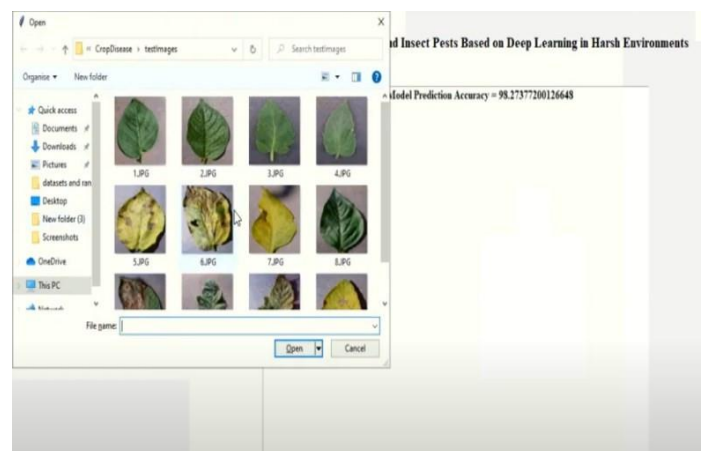 Open
« CropDisease › testimages
Search testimages
nd Insect Pests Based on Deep Learning in Harsh Environments
Organise
New folder
Model Prediction Accuracy = 98.27377200126648
Quick access
Documents
Downloads
Pictures
datasets and ran
Desktop
New folder (3)
Screenshots
OneDrive
This PC
Network
1.JPG
2.JPG
3.JPG
4.JPG
5.JPG
6.JPG
7.JPG
8.JPG
File name:
Open
Cancel